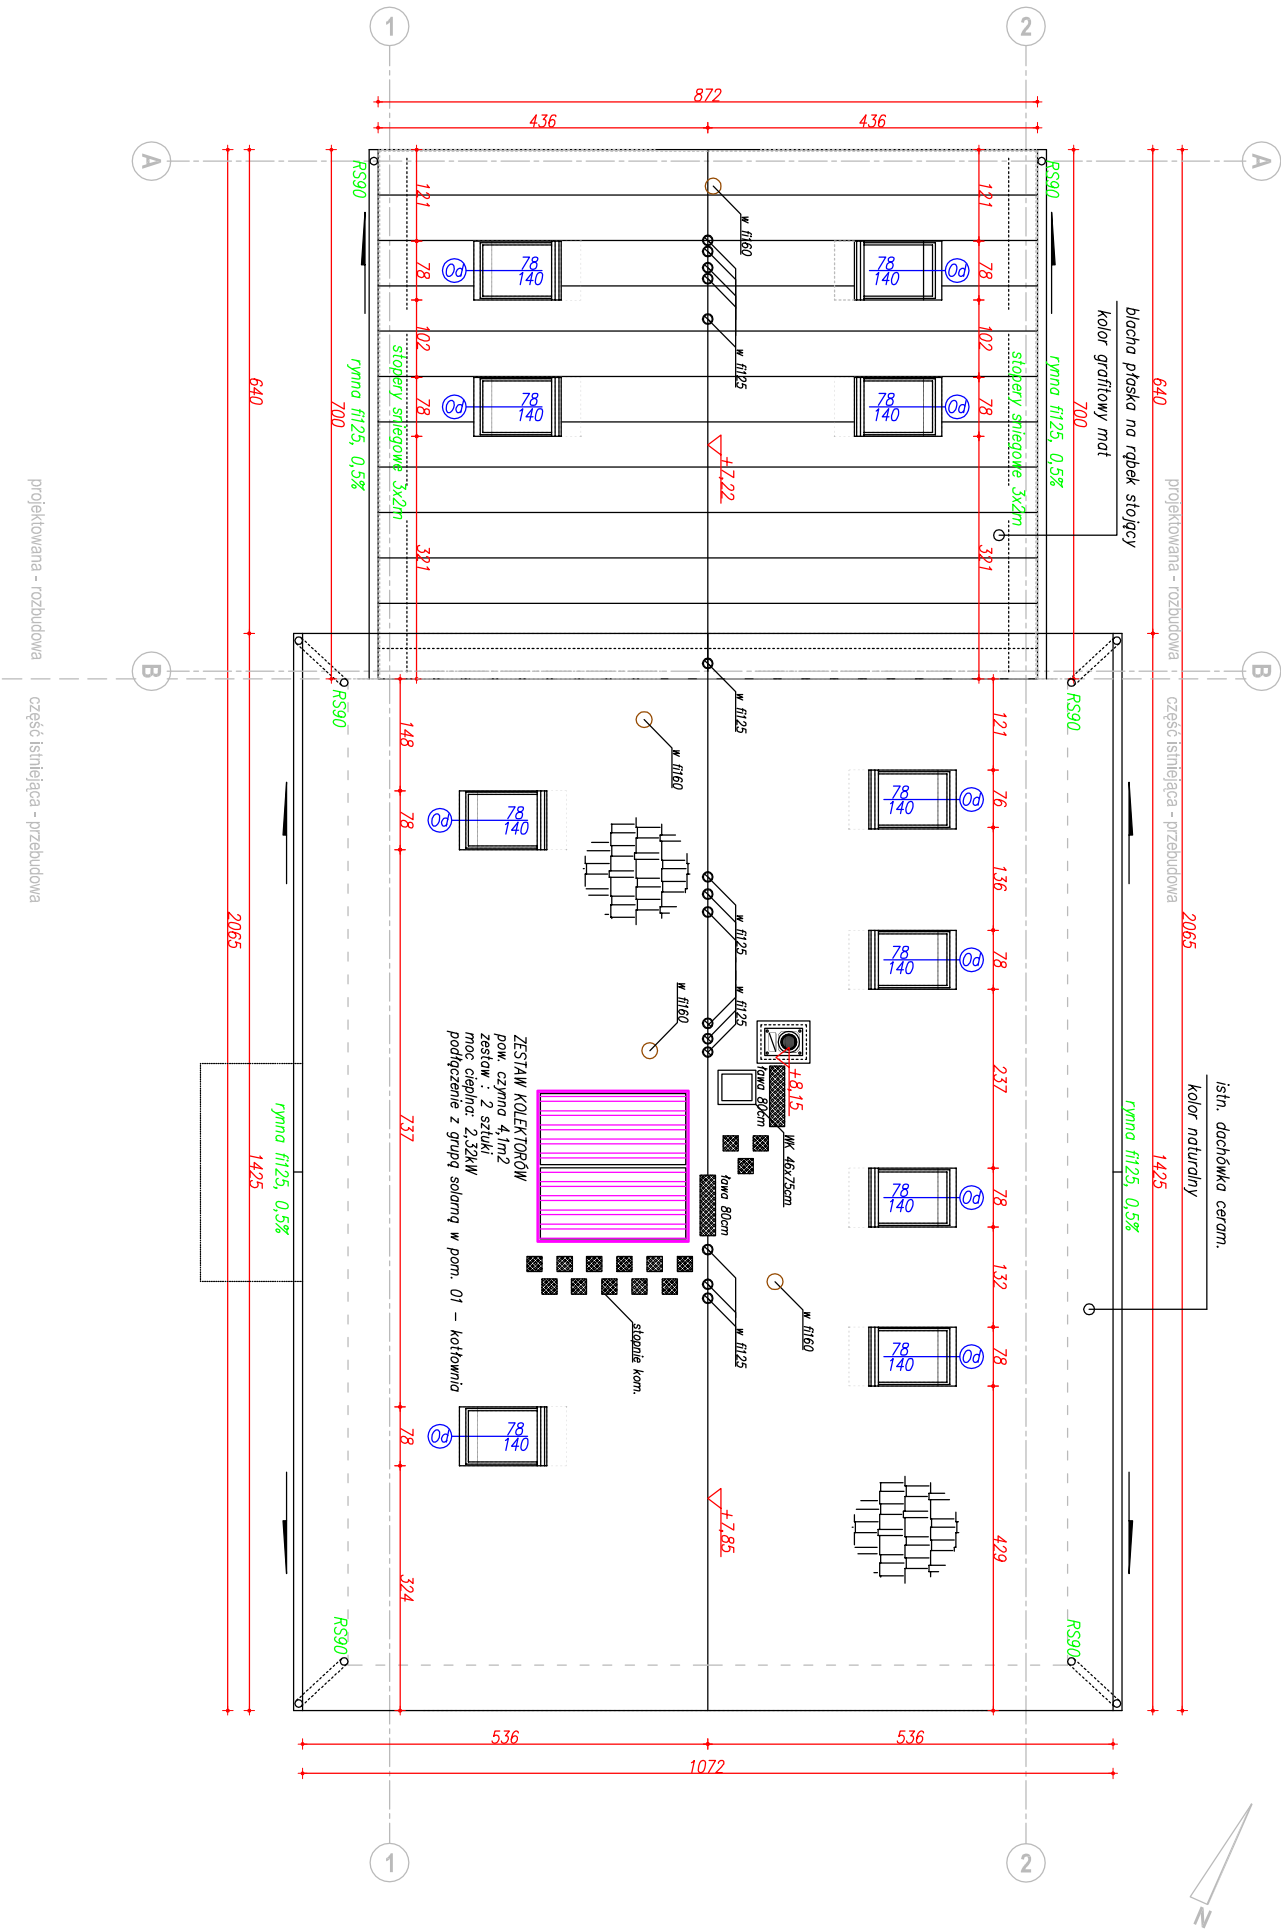 1
2
872
436
436
A
A
RS90
RS90
121
121
w fi160
78
140
Od
78
140
Od
78
78
102
102
w fi125
78
140
Od
78
140
Od
78
78
stopery śniegowe 3x2m
stopery śniegowe 3x2m
rynna fi125, 0,5%
rynna fi125, 0,5%
blacha płaska na rąbek stojący
kolor grafitowy mat
640
700
640
700
+7,22
321
321
projektowana - rozbudowa
projektowana - rozbudowa
B
B
część istniejąca - przebudowa
część istniejąca - przebudowa
RS90
RS90
w fi125
w fi160
148
121
78
140
Od
78
140
Od
78
76
136
w fi125
2065
2065
78
140
Od
78
w fi125
w fi160
+8,15
ława 80cm
WK 46x75cm
237
ZESTAW KOLEKTORÓW
pow. czynna 4,1m2
zestaw : 2 sztuki
moc cieplna: 2,32kW
podłączenie z grupą solarną w pom. 01 - kotłownia
istn. dachówka ceram.
kolor naturalny
rynna fi125, 0,5%
rynna fi125, 0,5%
737
1425
1425
ława 80cm
78
140
Od
78
132
w fi160
w fi125
stopnie kom.
78
140
Od
78
78
140
Od
78
+7,85
429
324
RS90
RS90
536
536
1072
1
2
N